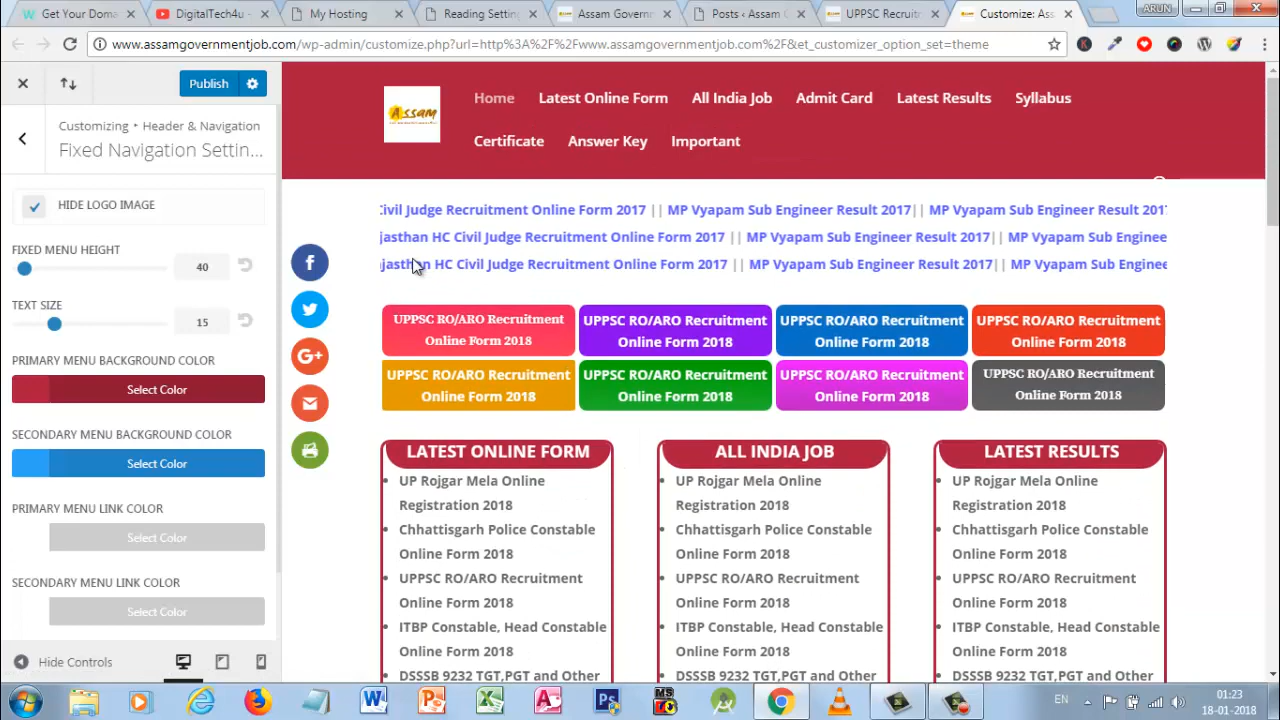 Get Your Doma
DigitalTech4u -
My Hosting
Reading Settin
Assam Governm
Posts ‹ Assam G
UPPSC Recruit
Customize: Ass
ARUN
www.assamgovernmentjob.com/wp-admin/customize.php?url=http%3A%2F%2Fwww.assamgovernmentjob.com%2F&et_customizer_option_set=theme
Publish
Customizing ▸ Header & Navigation
Fixed Navigation Settin...
HIDE LOGO IMAGE
FIXED MENU HEIGHT
40
TEXT SIZE
15
PRIMARY MENU BACKGROUND COLOR
Select Color
SECONDARY MENU BACKGROUND COLOR
Select Color
PRIMARY MENU LINK COLOR
Select Color
SECONDARY MENU LINK COLOR
Select Color
Hide Controls
Assam
Home Latest Online Form All India Job Admit Card Latest Results Syllabus
Certificate Answer Key Important
Civil Judge Recruitment Online Form 2017 || MP Vyapam Sub Engineer Result 2017|| MP Vyapam Sub Engineer Result 2017
jasthan HC Civil Judge Recruitment Online Form 2017 || MP Vyapam Sub Engineer Result 2017|| MP Vyapam Sub Enginee
ajasthan HC Civil Judge Recruitment Online Form 2017 || MP Vyapam Sub Engineer Result 2017|| MP Vyapam Sub Enginee
UPPSC RO/ARO Recruitment
Online Form 2018
UPPSC RO/ARO Recruitment
Online Form 2018
UPPSC RO/ARO Recruitment
Online Form 2018
UPPSC RO/ARO Recruitment
Online Form 2018
UPPSC RO/ARO Recruitment
Online Form 2018
UPPSC RO/ARO Recruitment
Online Form 2018
UPPSC RO/ARO Recruitment
Online Form 2018
UPPSC RO/ARO Recruitment
Online Form 2018
LATEST ONLINE FORM
UP Rojgar Mela Online
Registration 2018
Chhattisgarh Police Constable
Online Form 2018
UPPSC RO/ARO Recruitment
Online Form 2018
ITBP Constable, Head Constable
Online Form 2018
DSSSB 9232 TGT,PGT and Other
ALL INDIA JOB
UP Rojgar Mela Online
Registration 2018
Chhattisgarh Police Constable
Online Form 2018
UPPSC RO/ARO Recruitment
Online Form 2018
ITBP Constable, Head Constable
Online Form 2018
DSSSB 9232 TGT,PGT and Other
LATEST RESULTS
UP Rojgar Mela Online
Registration 2018
Chhattisgarh Police Constable
Online Form 2018
UPPSC RO/ARO Recruitment
Online Form 2018
ITBP Constable, Head Constable
Online Form 2018
DSSSB 9232 TGT,PGT and Other
EN
01:23
18-01-2018